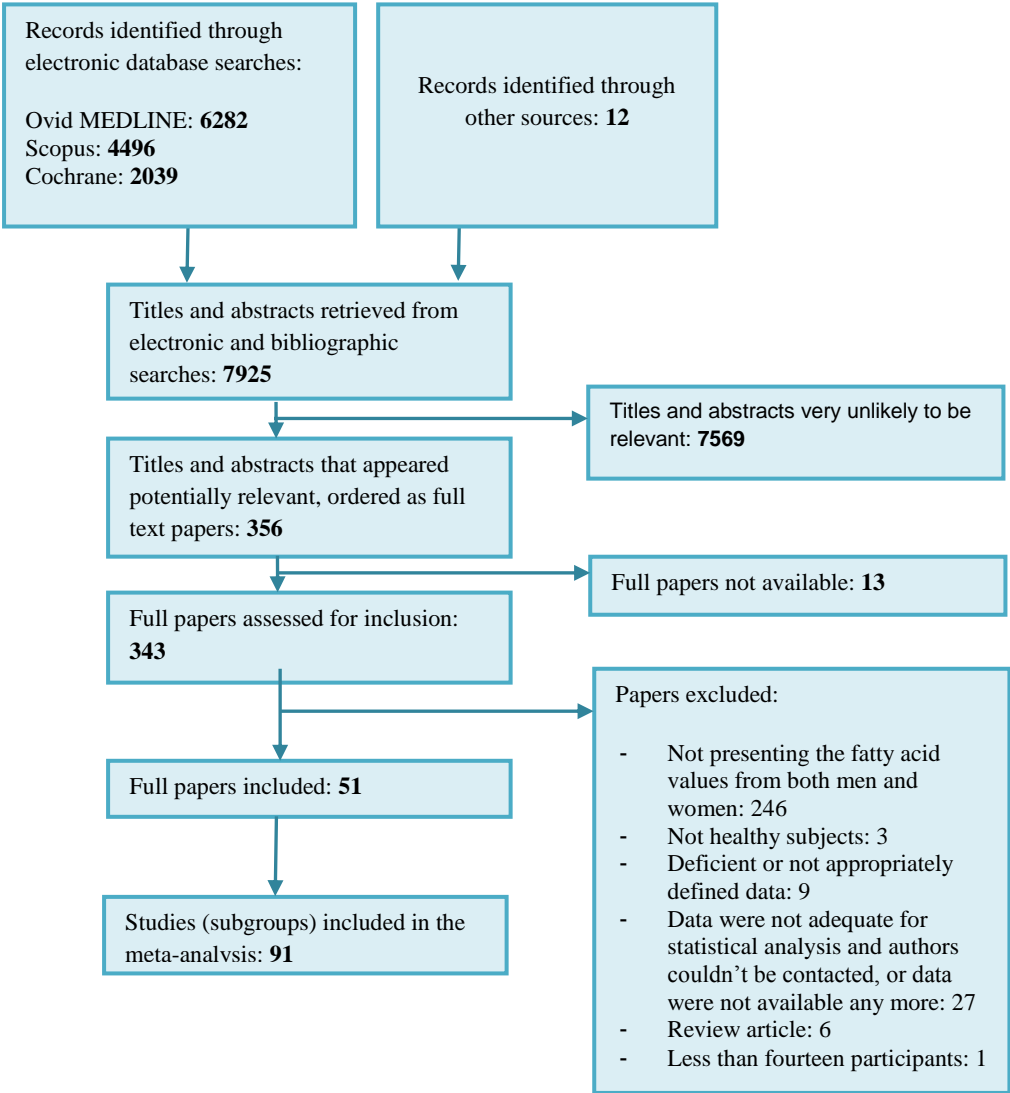 Records identified through
electronic database searches:
Ovid MEDLINE: 6282
Scopus: 4496
Cochrane: 2039
Records identified through
other sources: 12
Titles and abstracts retrieved from
electronic and bibliographic
searches: 7925
Titles and abstracts very unlikely to be
relevant: 7569
Titles and abstracts that appeared
potentially relevant, ordered as full
text papers: 356
Full papers not available: 13
Full papers assessed for inclusion:
343
Papers excluded:
- Not presenting the fatty acid
values from both men and
women: 246
- Not healthy subjects: 3
- Deficient or not appropriately
defined data: 9
- Data were not adequate for
statistical analysis and authors
couldn’t be contacted, or data
were not available any more: 27
- Review article: 6
- Less than fourteen participants: 1
Full papers included: 51
Studies (subgroups) included in the
meta-analysis: 91